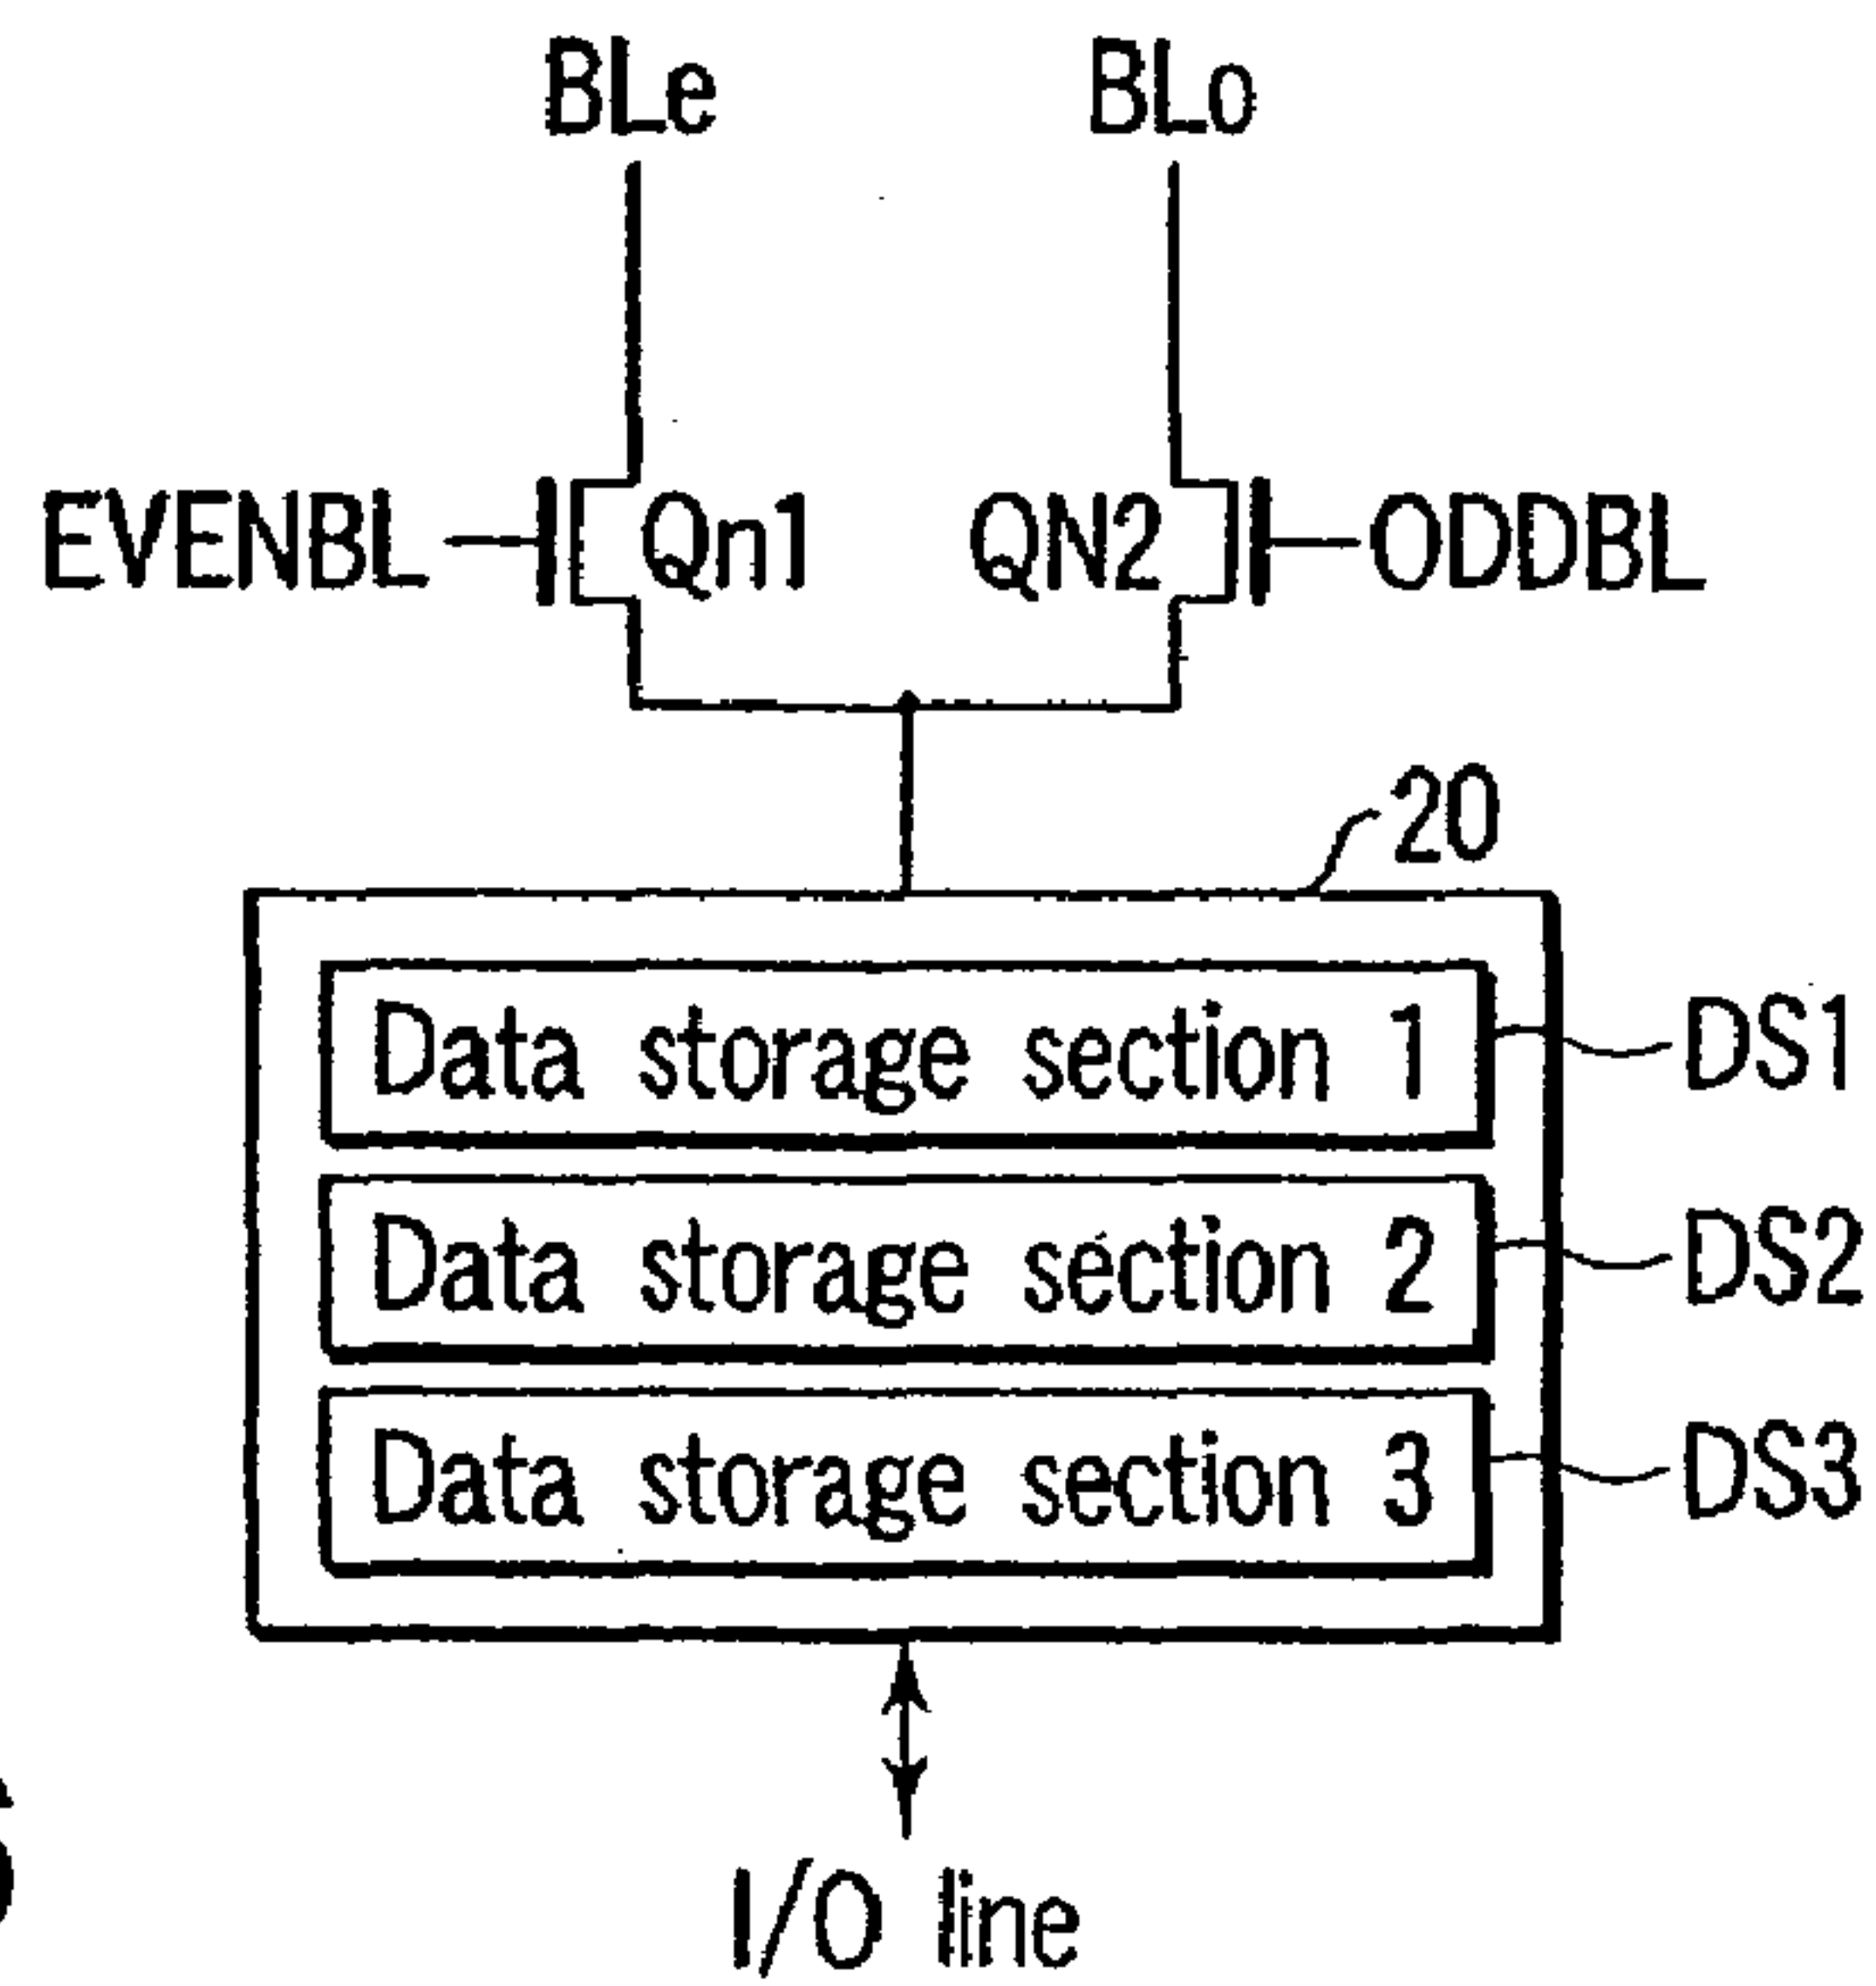 BLe BLo
EVENBL Qn1 QN2 ODDBL
20
Data storage section 1 DS1
Data storage section 2 DS2
Data storage section 3 DS3
I/O line